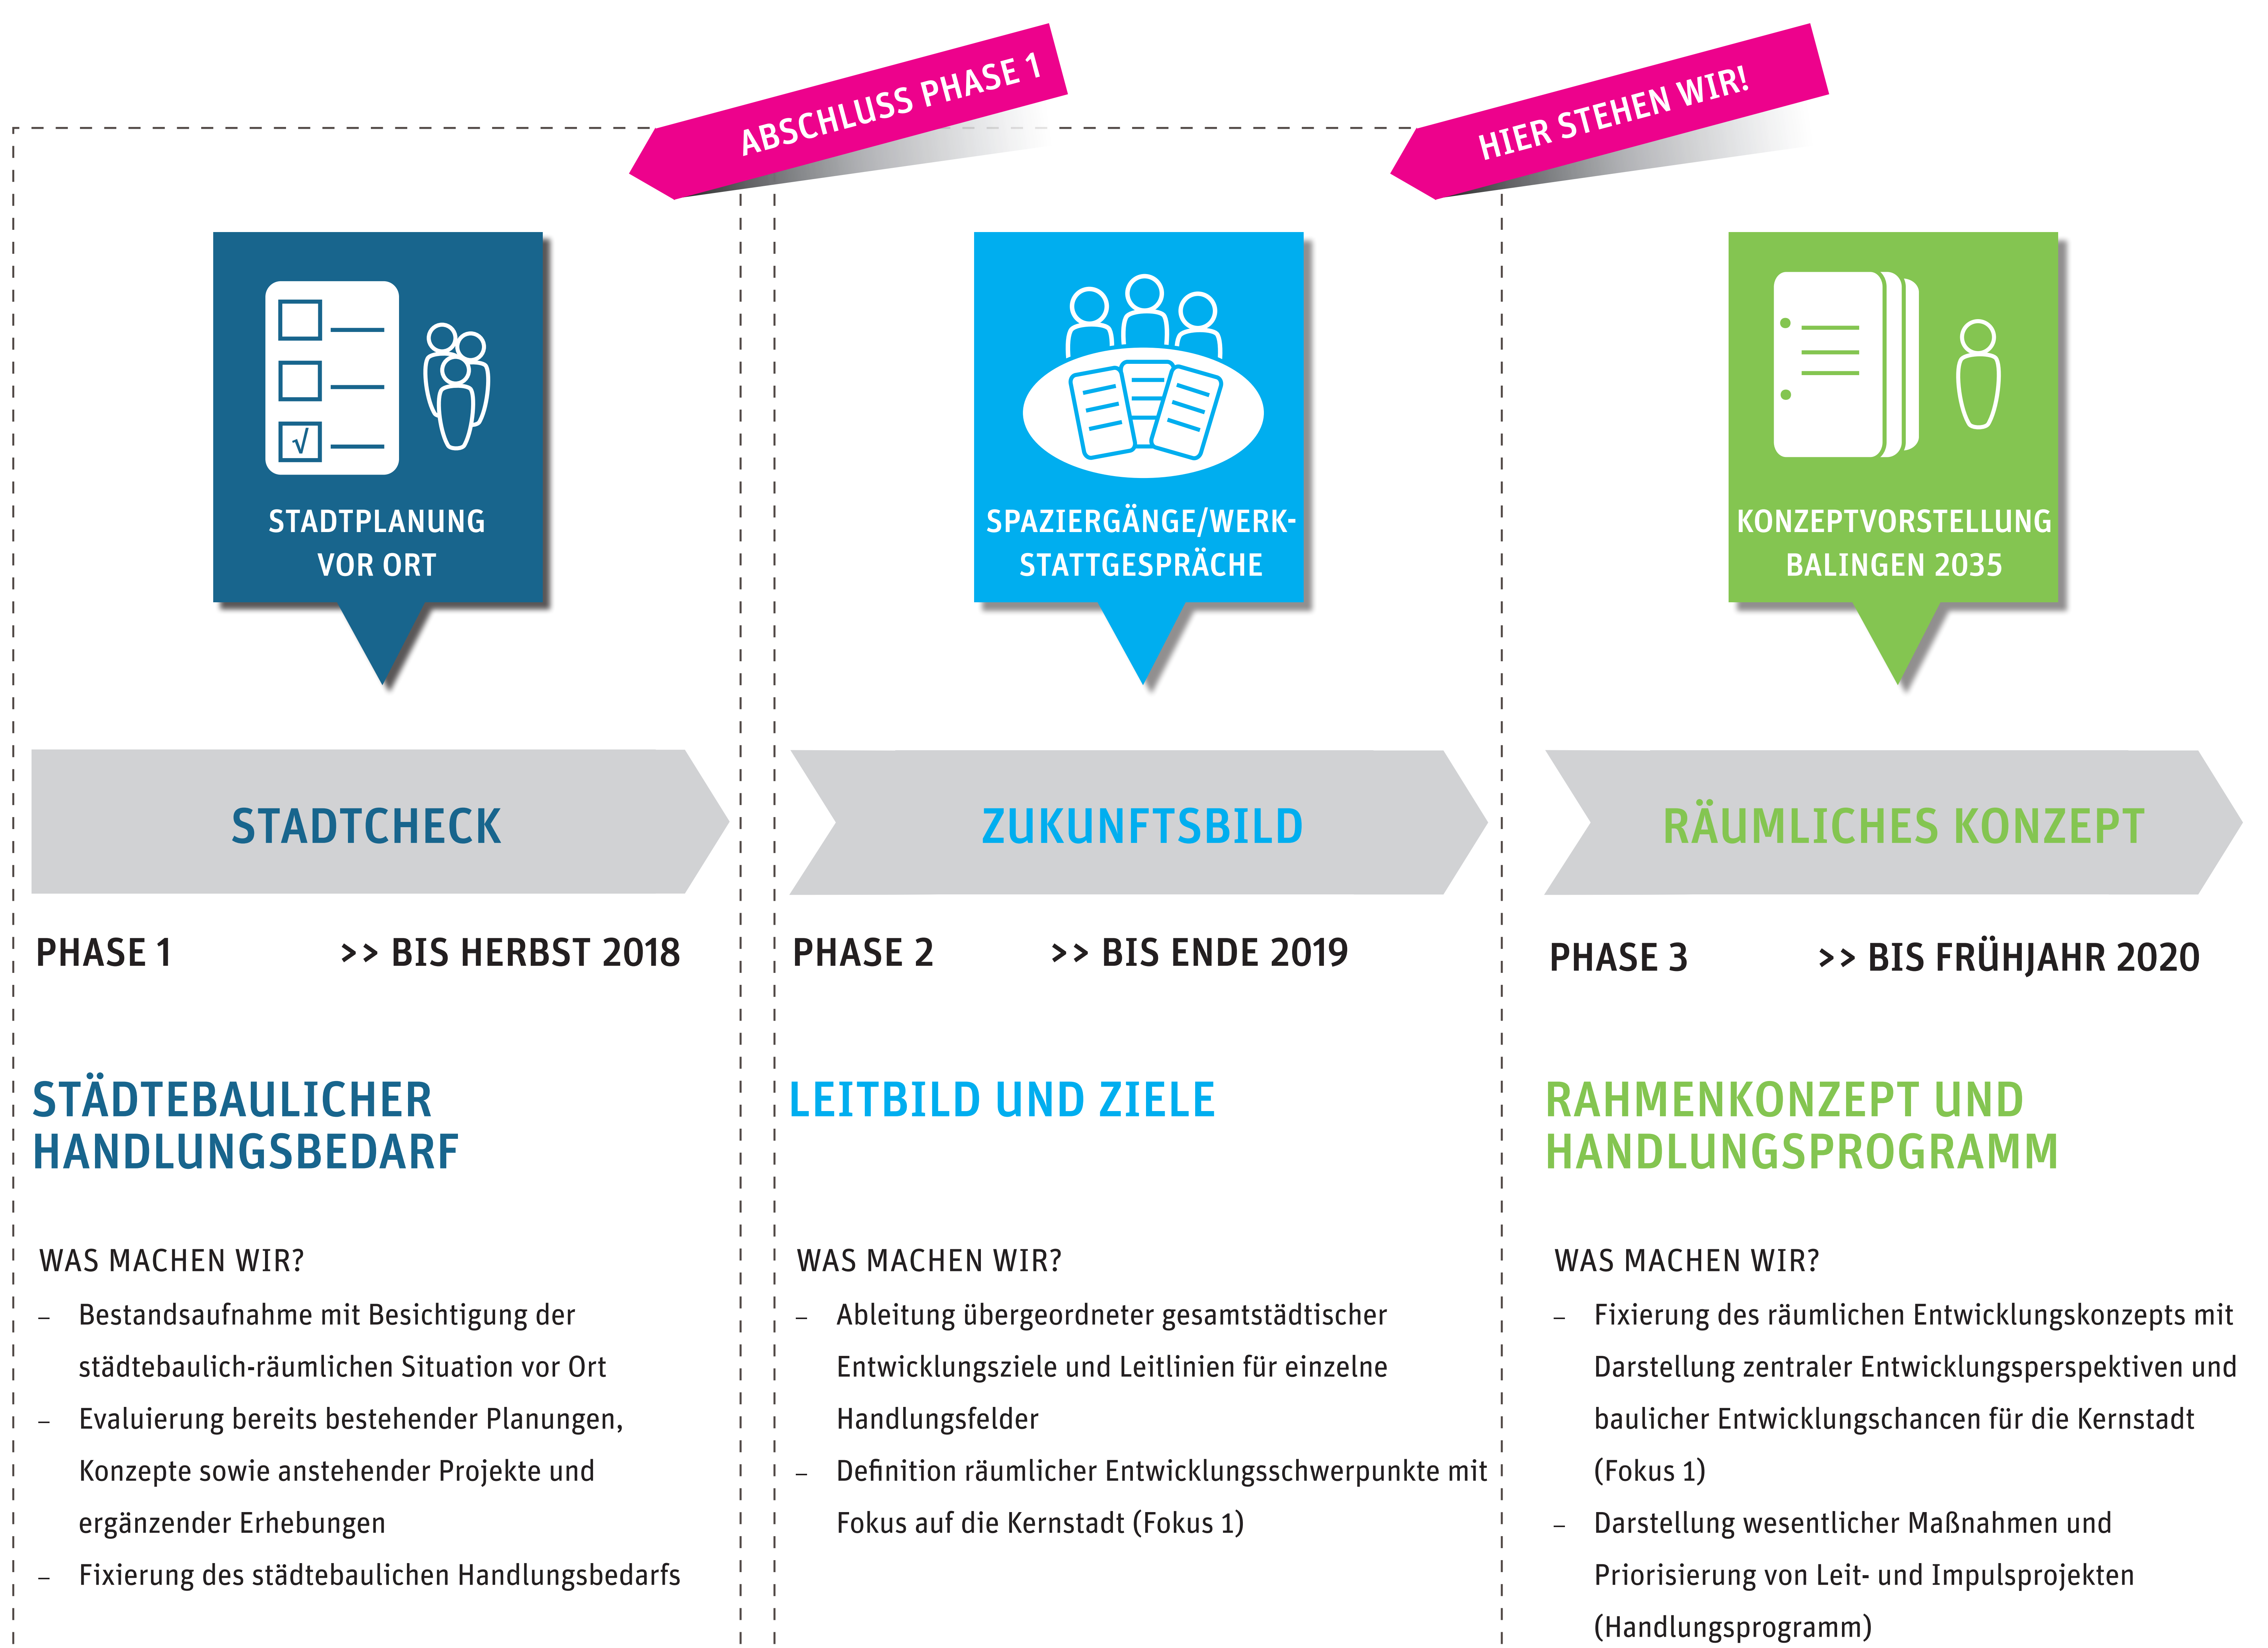 ABSCHLUSS PHASE 1
HIER STEHEN WIR!
√
STADTPLANUNG
VOR ORT
SPAZIERGÄNGE/WERK-
STATTGESPRÄCHE
KONZEPTVORSTELLUNG
BALINGEN 2035
STADTCHECK
ZUKUNFTSBILD
RÄUMLICHES KONZEPT
PHASE 1 >> BIS HERBST 2018
PHASE 2 >> BIS ENDE 2019
PHASE 3 >> BIS FRÜHJAHR 2020
STÄDTEBAULICHER
HANDLUNGSBEDARF
WAS MACHEN WIR?
– Bestandsaufnahme mit Besichtigung der
städtebaulich-räumlichen Situation vor Ort
– Evaluierung bereits bestehender Planungen,
Konzepte sowie anstehender Projekte und
ergänzender Erhebungen
– Fixierung des städtebaulichen Handlungsbedarfs
LEITBILD UND ZIELE
WAS MACHEN WIR?
– Ableitung übergeordneter gesamtstädtischer
Entwicklungsziele und Leitlinien für einzelne
Handlungsfelder
– Definition räumlicher Entwicklungsschwerpunkte mit
Fokus auf die Kernstadt (Fokus 1)
RAHMENKONZEPT UND
HANDLUNGSPROGRAMM
WAS MACHEN WIR?
– Fixierung des räumlichen Entwicklungskonzepts mit
Darstellung zentraler Entwicklungsperspektiven und
baulicher Entwicklungschancen für die Kernstadt
(Fokus 1)
– Darstellung wesentlicher Maßnahmen und
Priorisierung von Leit- und Impulsprojekten
(Handlungsprogramm)